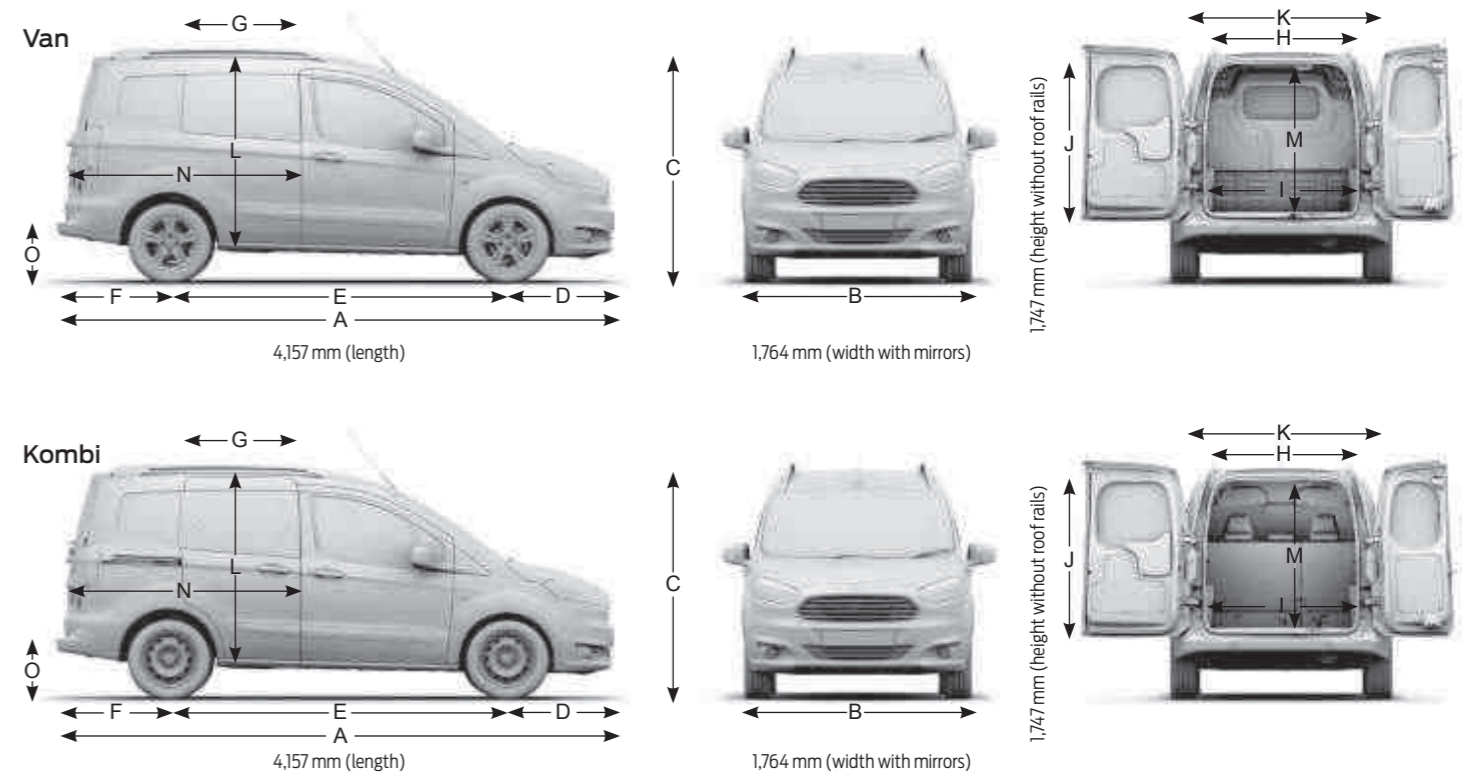 Van
G
L
N
O
F
E
D
A
4,157 mm (length)
C
B
1,764 mm (width with mirrors)
1,747 mm (height without roof rails)
K
H
J
M
I
Kombi
G
L
N
O
F
E
D
A
4,157 mm (length)
C
B
1,764 mm (width with mirrors)
1,747 mm (height without roof rails)
K
H
J
M
I